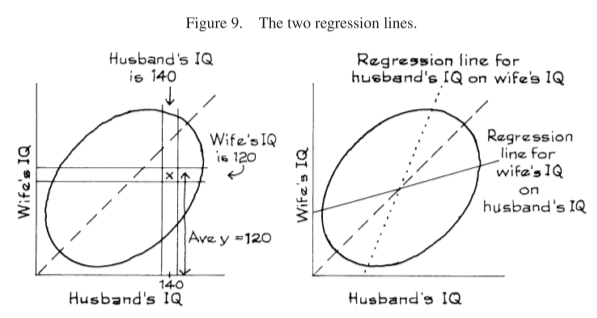 Figure 9. The two regression lines.
Husband's IQ
is 140
Wife's IQ
is 120
Wife's IQ
Ave y =120
140
Husband's IQ
Regression line for
husband's IQ on wife's IQ
Regression
line for
wife's IQ
on
husband's IQ
Wife's IQ
Husband's IQ